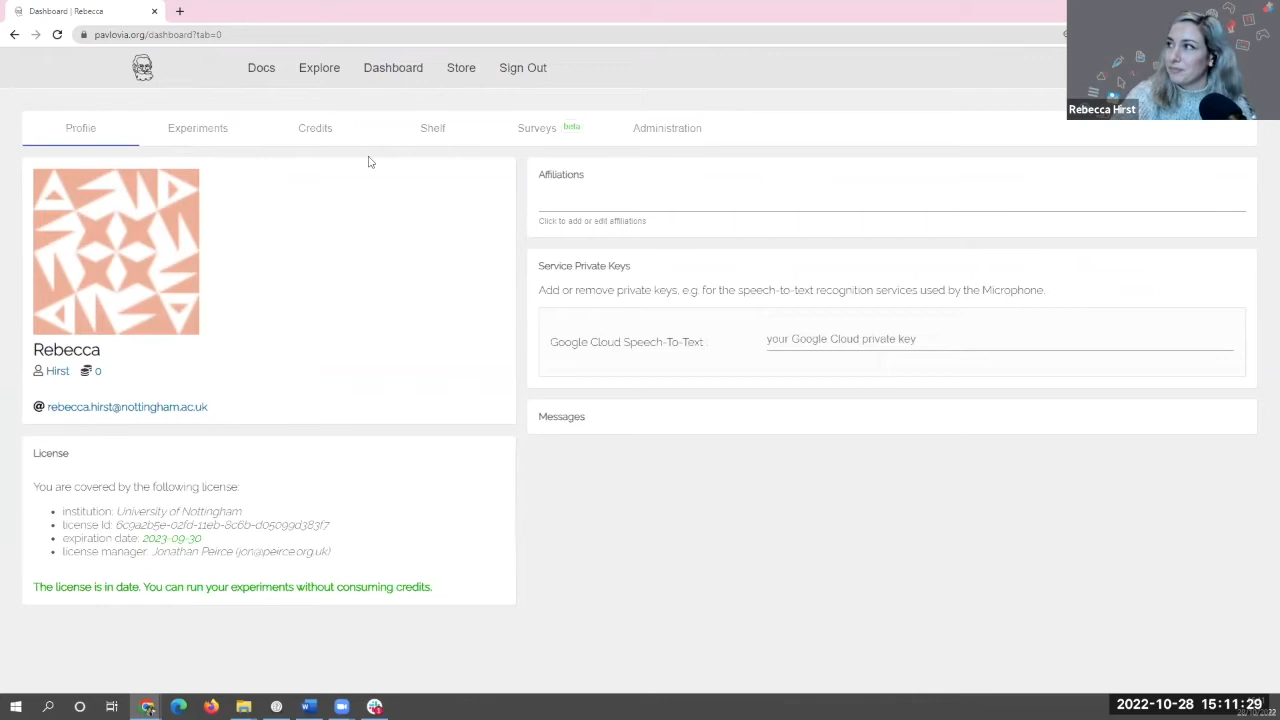 Dashboard | Rebecca
pavlovia.org/dashboard?tab=0
Docs Explore Dashboard Store Sign Out
Rebecca Hirst
Profile Experiments Credits Shelf Surveys beta Administration
Rebecca
Hirst 0
rebecca.hirst@nottingham.ac.uk
License
You are covered by the following license:
institution: University of Nottingham
license Id: 6c9a2b5e-02fd-11eb-8c6b-d05099d383f7
expiration date: 2023-09-30
license manager: Jonathan Peirce (jon@peirce.org.uk)
The license is in date. You can run your experiments without consuming credits.
Affiliations
Click to add or edit affiliations
Service Private Keys
Add or remove private keys, e.g. for the speech-to-text recognition services used by the Microphone.
Google Cloud Speech-To-Text your Google Cloud private key
Messages
2022-10-28 15:11:29
28/10/2022